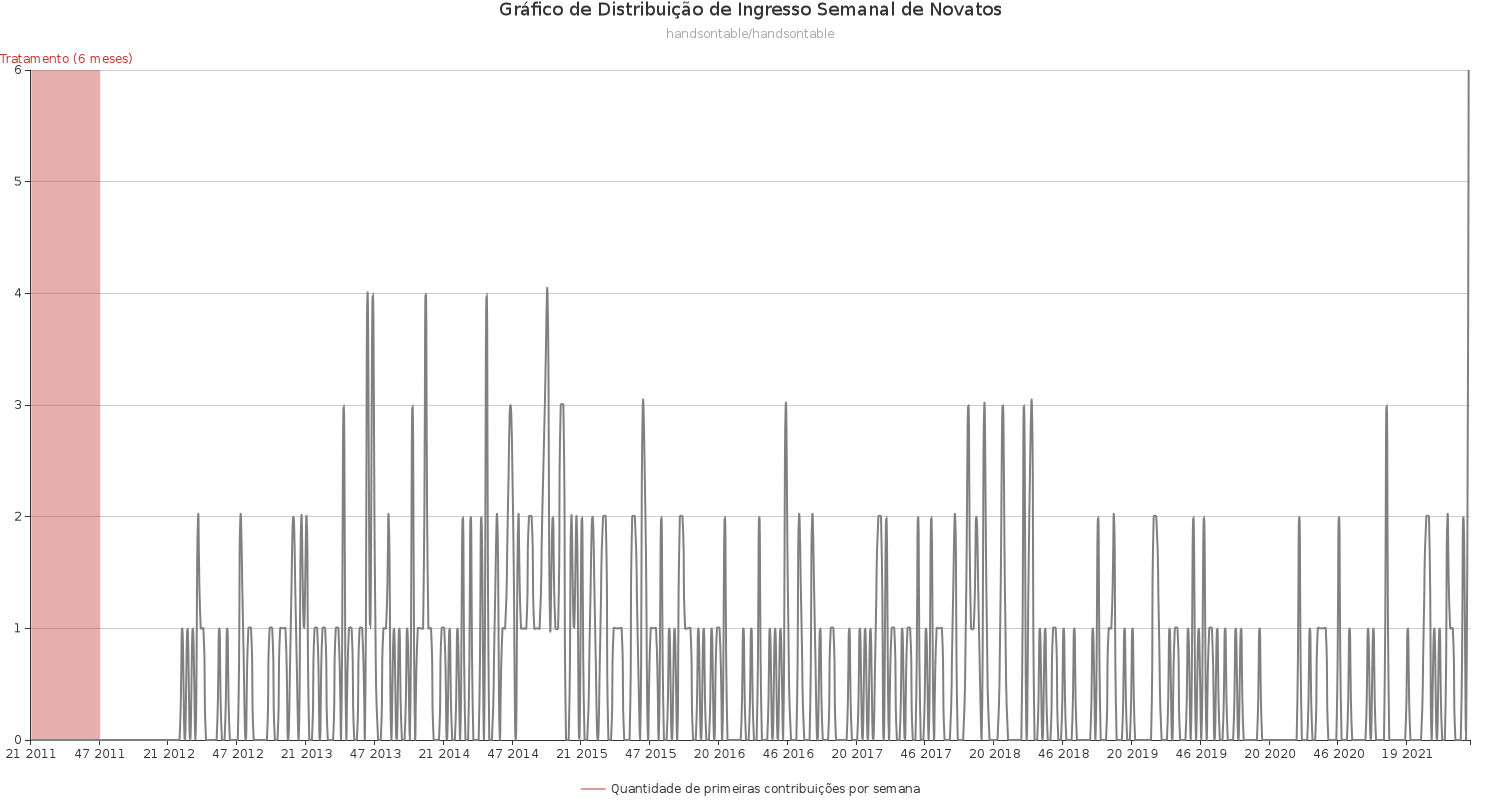 Gráfico de Distribuição de Ingresso Semanal de Novatos
handsontable/handsontable
Tratamento (6 meses)
6
5
4
3
2
1
0
21 2011 47 2011 21 2012 47 2012 21 2013 47 2013 21 2014 47 2014 21 2015 47 2015 20 2016 46 2016 20 2017 46 2017 20 2018 46 2018 20 2019 46 2019 20 2020 46 2020 19 2021
Quantidade de primeiras contribuições por semana